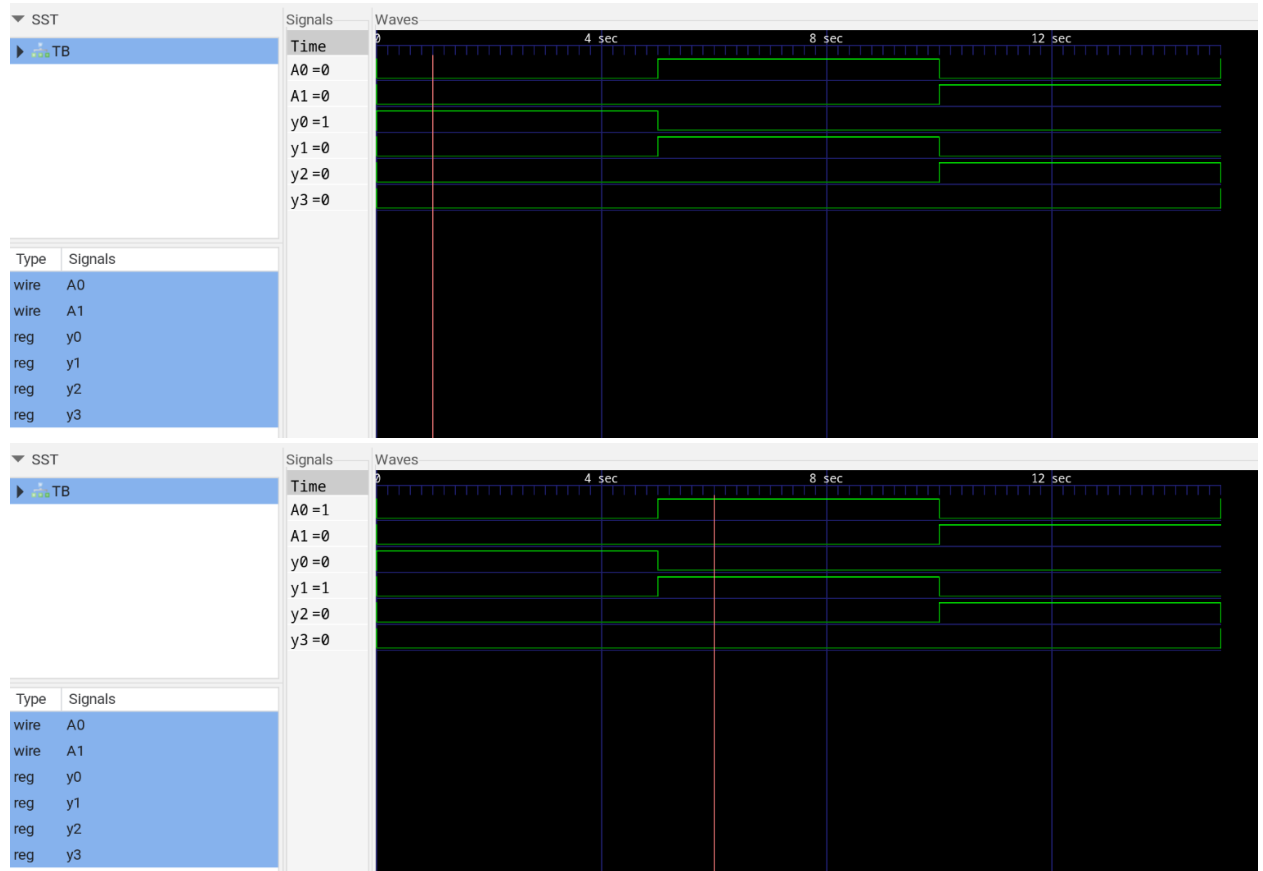 SST
Signals
Waves
TB
Time
0
4 sec
8 sec
12 sec
A0 =0
A1 =0
y0 =1
y1 =0
y2 =0
y3 =0
Type Signals
wire A0
wire A1
reg y0
reg y1
reg y2
reg y3
SST
Signals
Waves
TB
Time
0
4 sec
8 sec
12 sec
A0 =1
A1 =0
y0 =0
y1 =1
y2 =0
y3 =0
Type Signals
wire A0
wire A1
reg y0
reg y1
reg y2
reg y3